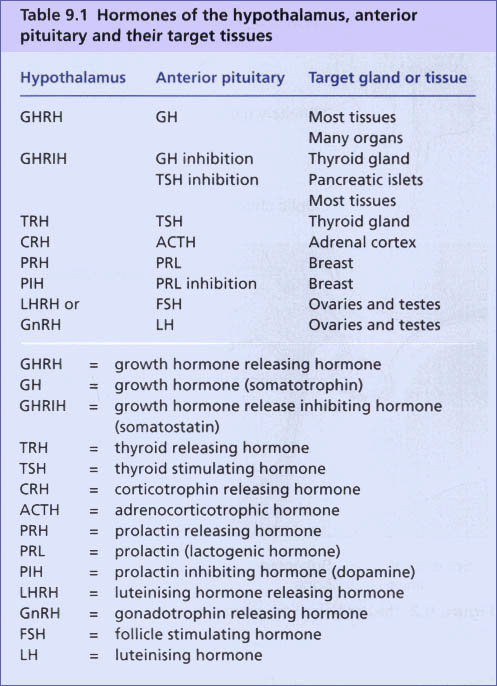 Table 9.1 Hormones of the hypothalamus, anterior
pituitary and their target tissues
Hypothalamus Anterior pituitary Target gland or tissue
GHRH GH Most tissues
Many organs
GHRIH GH inhibition Thyroid gland
TSH inhibition Pancreatic islets
Most tissues
TRH TSH Thyroid gland
CRH ACTH Adrenal cortex
PRH PRL Breast
PIH PRL inhibition Breast
LHRH or FSH Ovaries and testes
GnRH LH Ovaries and testes
GHRH = growth hormone releasing hormone
GH = growth hormone (somatotrophin)
GHRIH = growth hormone release inhibiting hormone
(somatostatin)
TRH = thyroid releasing hormone
TSH = thyroid stimulating hormone
CRH = corticotrophin releasing hormone
ACTH = adrenocorticotrophic hormone
PRH = prolactin releasing hormone
PRL = prolactin (lactogenic hormone)
PIH = prolactin inhibiting hormone (dopamine)
LHRH = luteinising hormone releasing hormone
GnRH = gonadotrophin releasing hormone
FSH = follicle stimulating hormone
LH = luteinising hormone